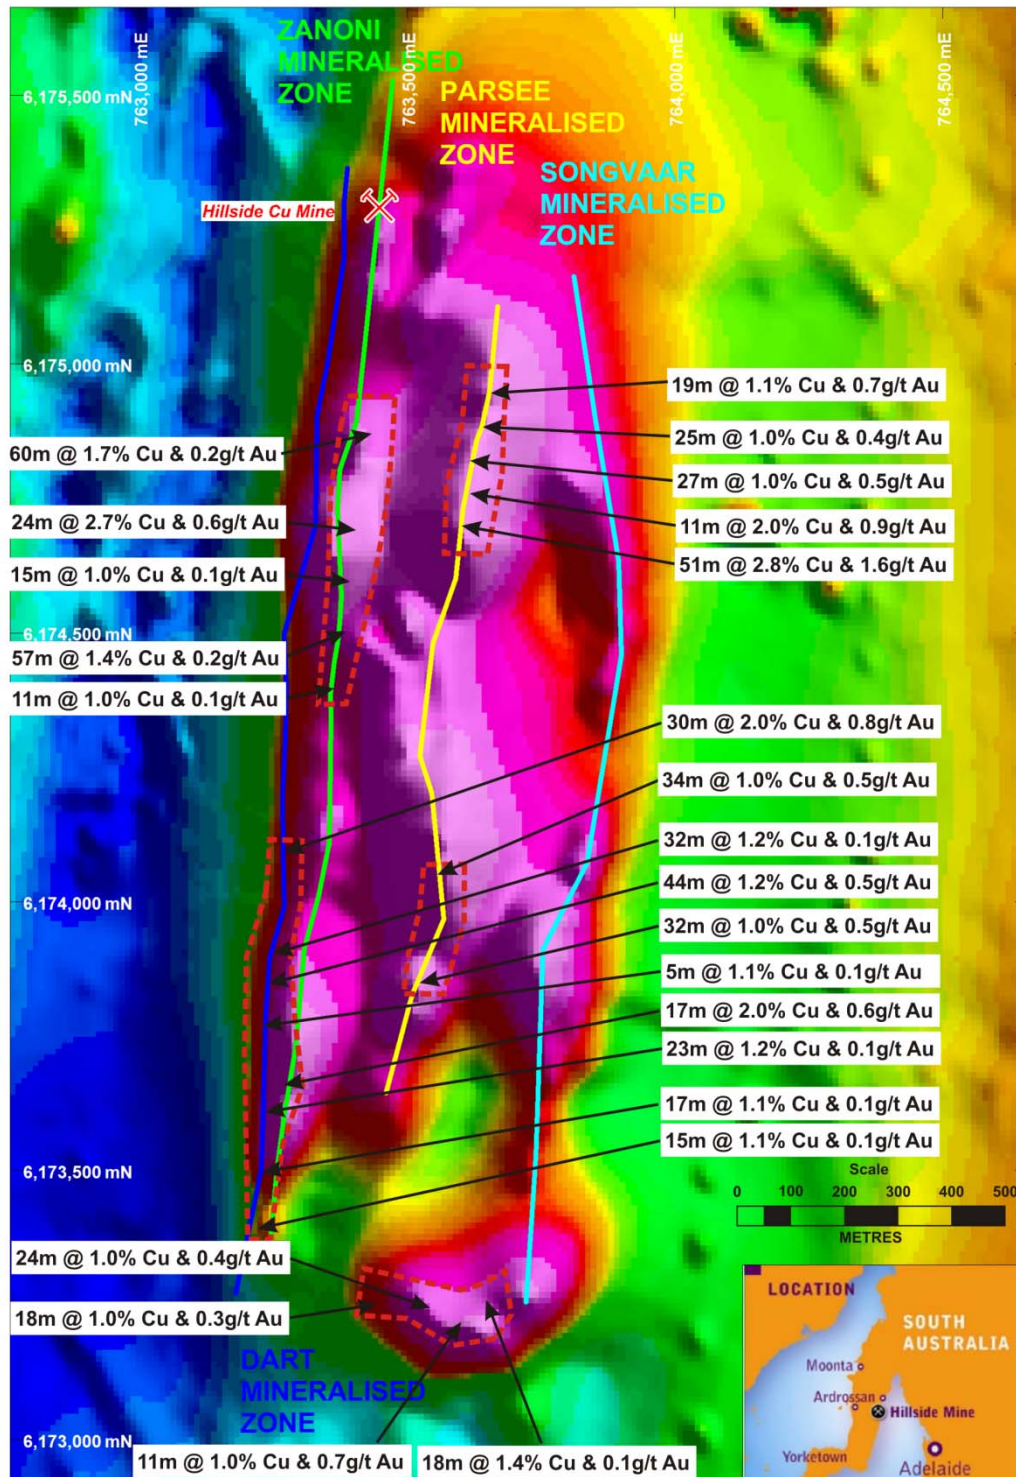 ZANONI
MINERALISED
ZONE
763,000 mE
763,500 mE
764,000 mE
764,500 mE
6,175,500 mN
PARSEE
MINERALISED
ZONE
SONGVAAR
MINERALISED
ZONE
Hillside Cu Mine
6,175,000 mN
19m @ 1.1% Cu & 0.7g/t Au
25m @ 1.0% Cu & 0.4g/t Au
27m @ 1.0% Cu & 0.5g/t Au
11m @ 2.0% Cu & 0.9g/t Au
51m @ 2.8% Cu & 1.6g/t Au
60m @ 1.7% Cu & 0.2g/t Au
24m @ 2.7% Cu & 0.6g/t Au
15m @ 1.0% Cu & 0.1g/t Au
6,174,500 mN
57m @ 1.4% Cu & 0.2g/t Au
11m @ 1.0% Cu & 0.1g/t Au
30m @ 2.0% Cu & 0.8g/t Au
34m @ 1.0% Cu & 0.5g/t Au
32m @ 1.2% Cu & 0.1g/t Au
44m @ 1.2% Cu & 0.5g/t Au
6,174,000 mN
32m @ 1.0% Cu & 0.5g/t Au
5m @ 1.1% Cu & 0.1g/t Au
17m @ 2.0% Cu & 0.6g/t Au
23m @ 1.2% Cu & 0.1g/t Au
17m @ 1.1% Cu & 0.1g/t Au
15m @ 1.1% Cu & 0.1g/t Au
6,173,500 mN
Scale
0 100 200 300 400 500
METRES
24m @ 1.0% Cu & 0.4g/t Au
18m @ 1.0% Cu & 0.3g/t Au
DART
MINERALISED
ZONE
6,173,000 mN
11m @ 1.0% Cu & 0.7g/t Au
18m @ 1.4% Cu & 0.1g/t Au
LOCATION
SOUTH
AUSTRALIA
Moonta
Ardrossan
Hillside Mine
Yorketown
Adelaide